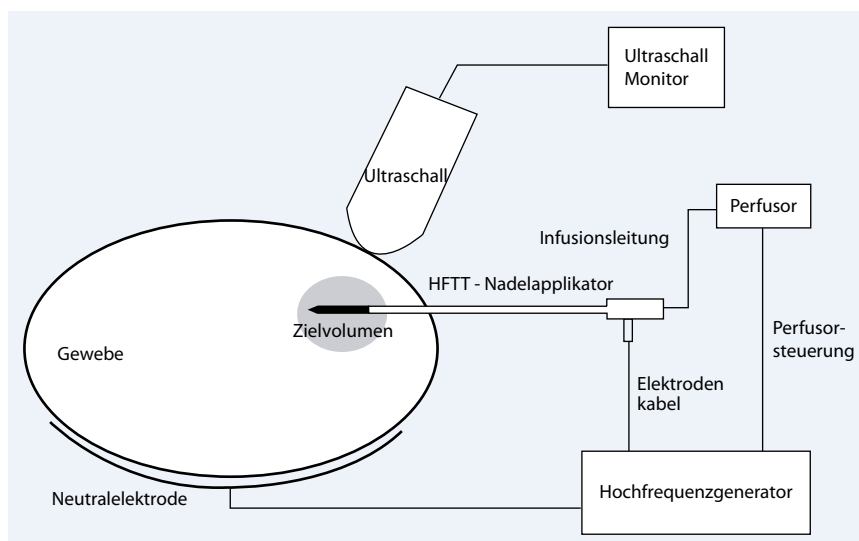 Ultraschall
Monitor
Ultraschall
Perfusor
Infusionsleitung
HFTT - Nadelapplikator
Zielvolumen
Gewebe
Perfusor-
steuerung
Elektroden
kabel
Neutralelektrode
Hochfrequenzgenerator